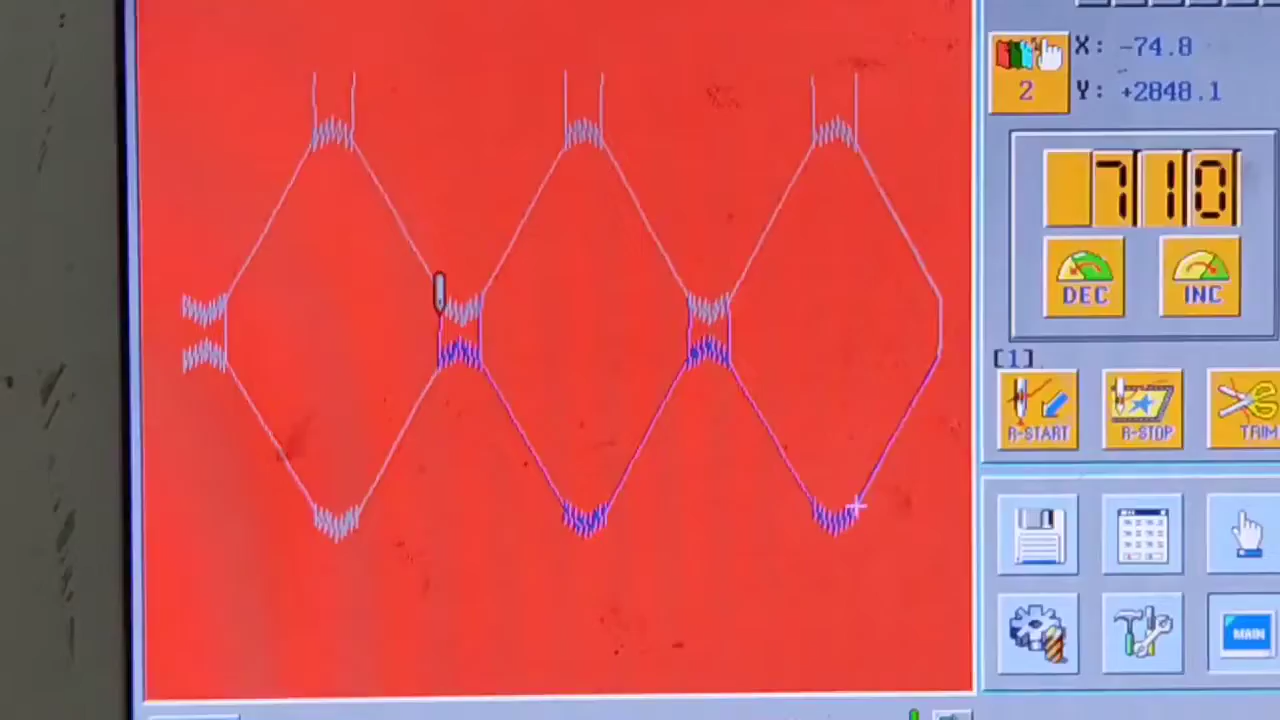 X: -74.8
2
Y: +2848.1
710
DEC
INC
[1]
R-START
R-STOP
TRIM
MAIN